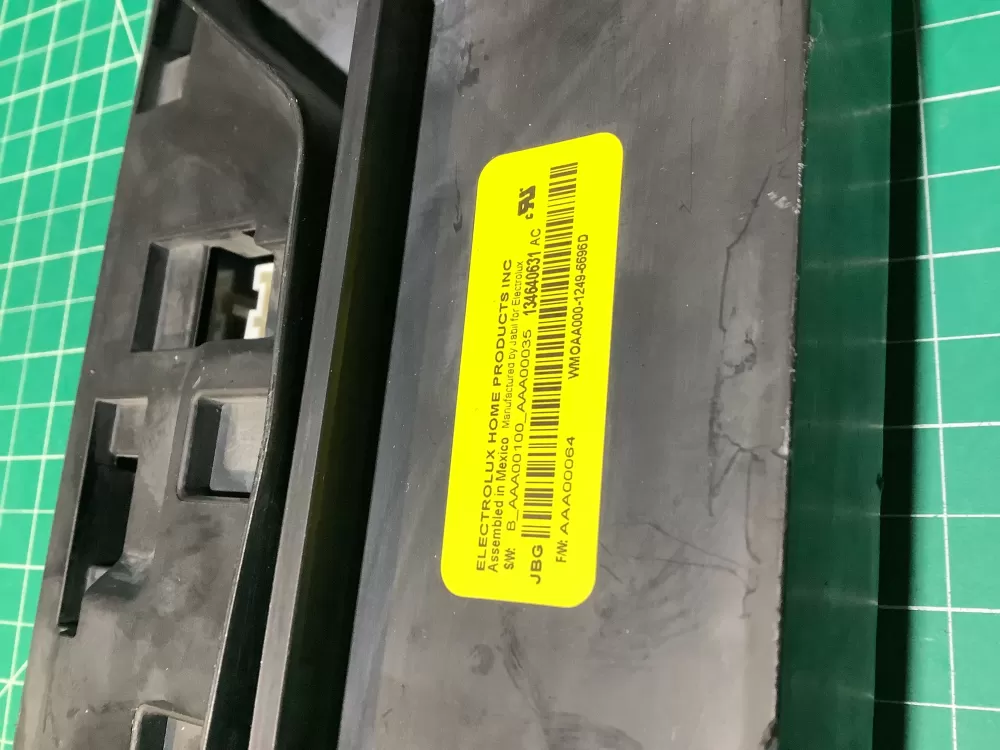 ELECTROLUX HOME PRODUCTS INC
Assembled in Mexico Manufactured by Jabil for Electrolux
S/W: B_AAA00100_AAA00035 134640631 AC
JBG
WMOAA000-1249-6696D
F/W: AAA00064